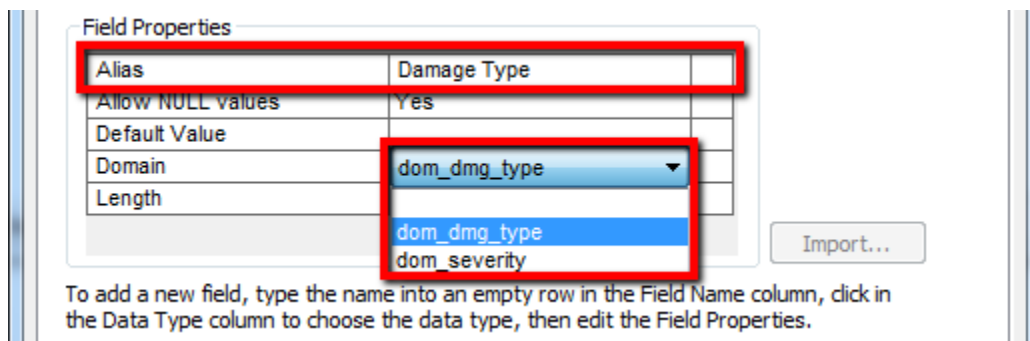 Field Properties
Alias Damage Type
Allow NULL values Yes
Default Value
Domain dom_dmg_type
Length
dom_dmg_type
dom_severity
Import...
To add a new field, type the name into an empty row in the Field Name column, click in
the Data Type column to choose the data type, then edit the Field Properties.